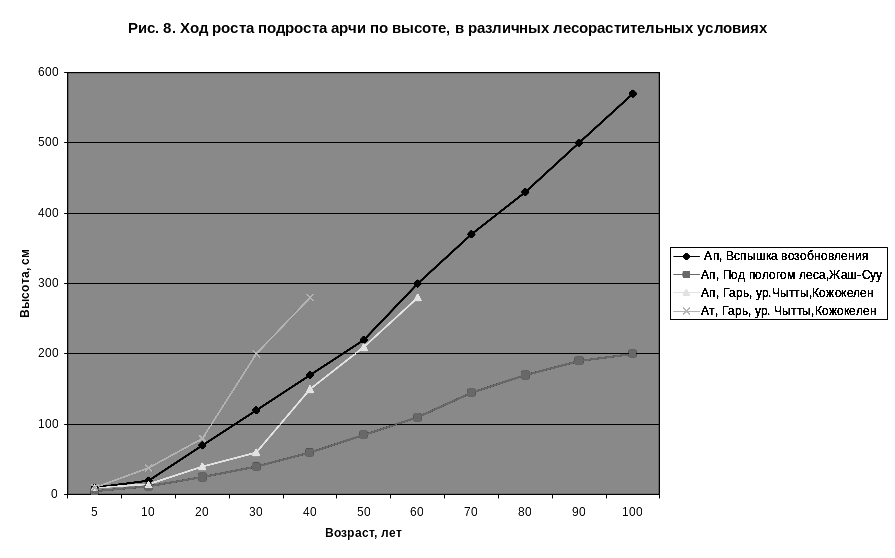 Рис. 8. Ход роста подроста арчи по высоте, в различных лесорастительных условиях
600
500
400
300
200
100
0
Высота, см
5 10 20 30 40 50 60 70 80 90 100
Возраст, лет
Ап, Вспышка возобновления
Ап, Под пологом леса,Жаш-Суу
Ап, Гарь, ур.Чытты,Кожокелен
Ат, Гарь, ур. Чытты,Кожокелен